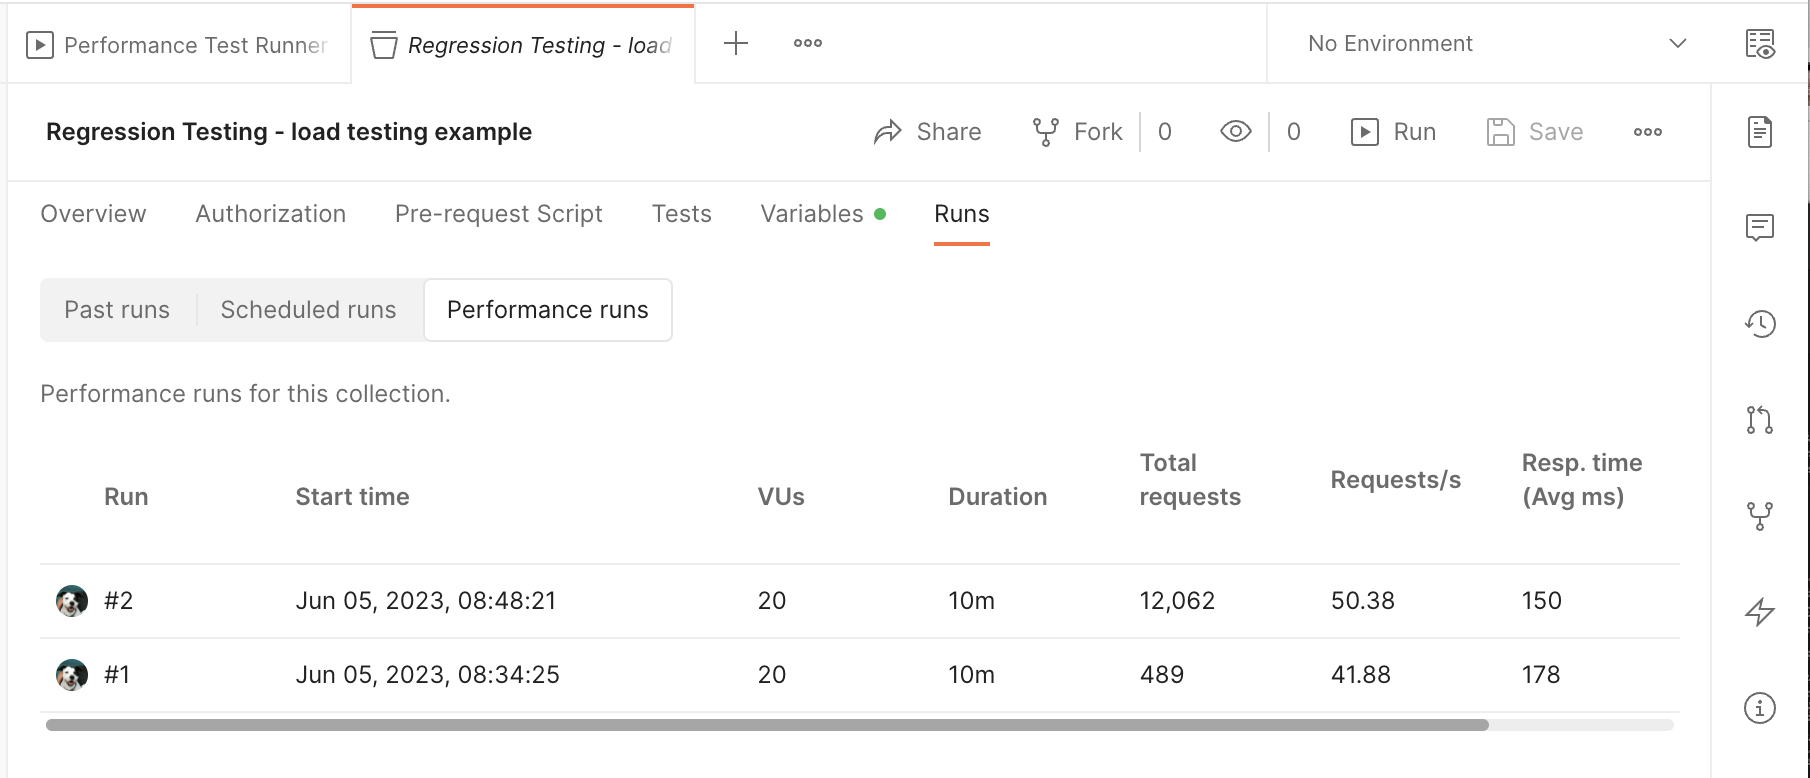 Performance Test Runner
Regression Testing - load
No Environment
Regression Testing - load testing example
Share
Fork
0
0
Run
Save
Overview
Authorization
Pre-request Script
Tests
Variables
Runs
Past runs
Scheduled runs
Performance runs
Performance runs for this collection.
Run
Start time
VUs
Duration
Total
requests
Requests/s
Resp. time
(Avg ms)
#2
Jun 05, 2023, 08:48:21
20
10m
12,062
50.38
150
#1
Jun 05, 2023, 08:34:25
20
10m
489
41.88
178